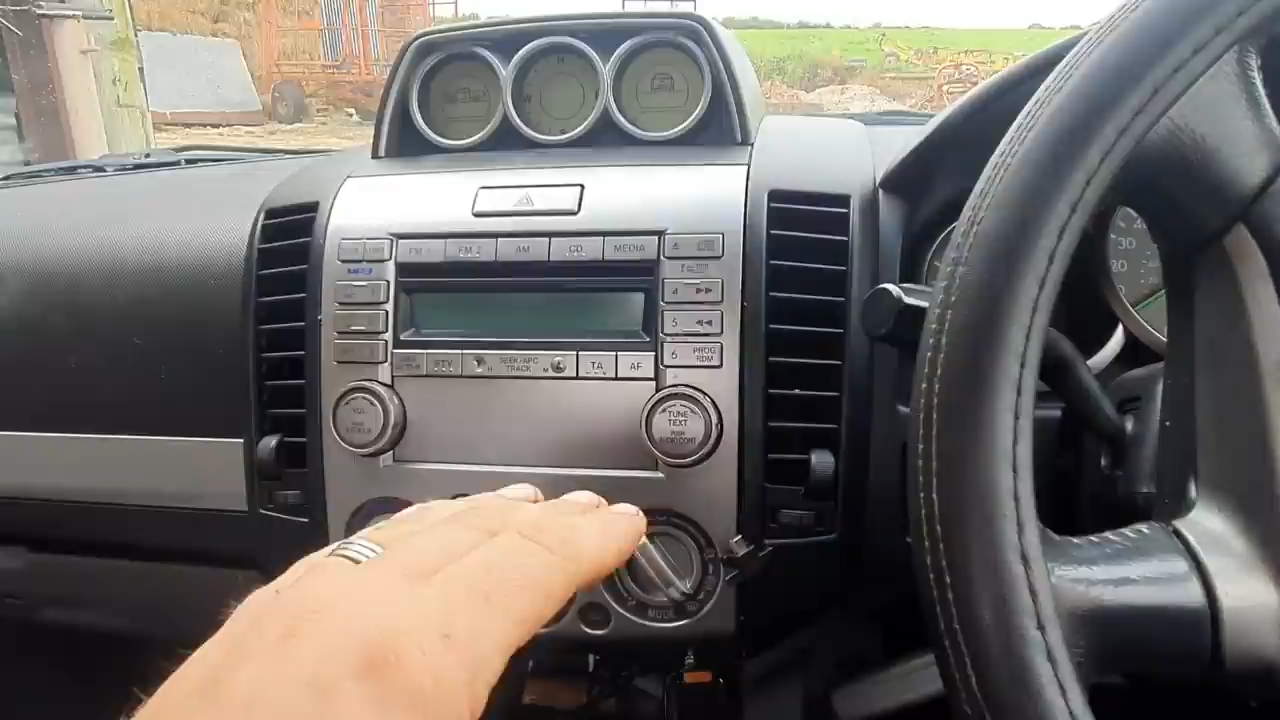 N
W
FM 1
FM 2
AM
CD
MEDIA
MP3
4
5
6 PROG RDM
PTY
SEEK/APC
TRACK
TA
AF
VOL
TUNE
TEXT
PUSH
AUDIO CONT
MODE
30
20